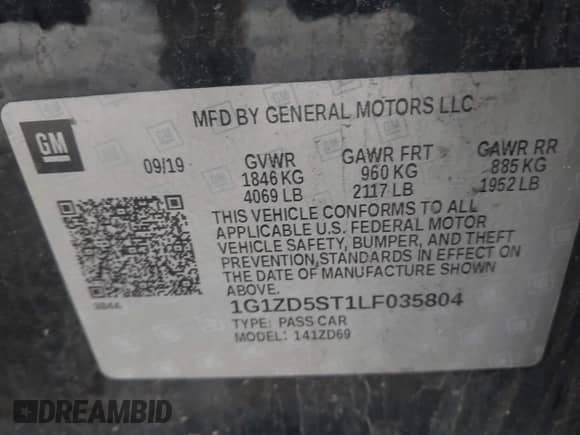 MFD BY GENERAL MOTORS LLC
GM
09/19 GVWR GAWR FRT GAWR RR
1846 KG 960 KG 885 KG
4069 LB 2117 LB 1952 LB
THIS VEHICLE CONFORMS TO ALL
APPLICABLE U.S. FEDERAL MOTOR
VEHICLE SAFETY, BUMPER, AND THEFT
PREVENTION STANDARDS IN EFFECT ON
THE DATE OF MANUFACTURE SHOWN
ABOVE.
1G1ZD5ST1LF035804
TYPE: PASS CAR
MODEL: 141ZD69
DREAMBID